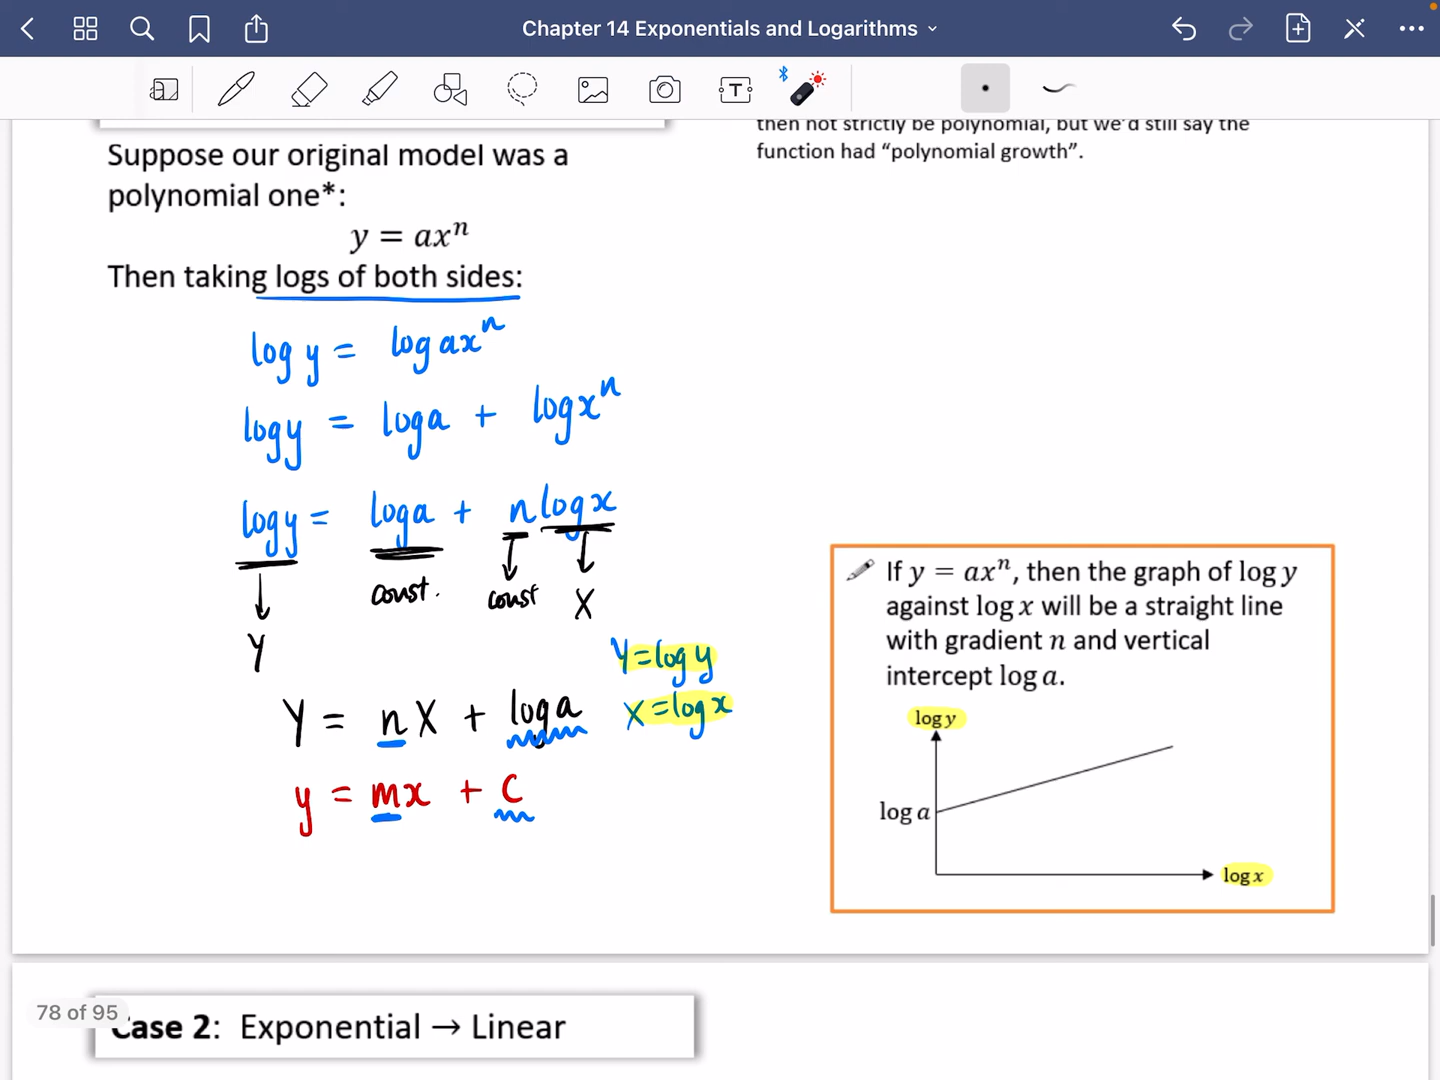 Chapter 14 Exponentials and Logarithms
then not strictly be polynomial, but we'd still say the
function had "polynomial growth".
Suppose our original model was a
polynomial one*:
y = axⁿ
Then taking logs of both sides:
log y = log axⁿ
log y = log a + log xⁿ
log y = log a + n log x
const. const X
Y
Y = log y
X = log x
Y = nX + log a
y = mx + c
If y = axⁿ, then the graph of log y
against log x will be a straight line
with gradient n and vertical
intercept log a.
log y
log a
log x
78 of 95
Case 2: Exponential → Linear